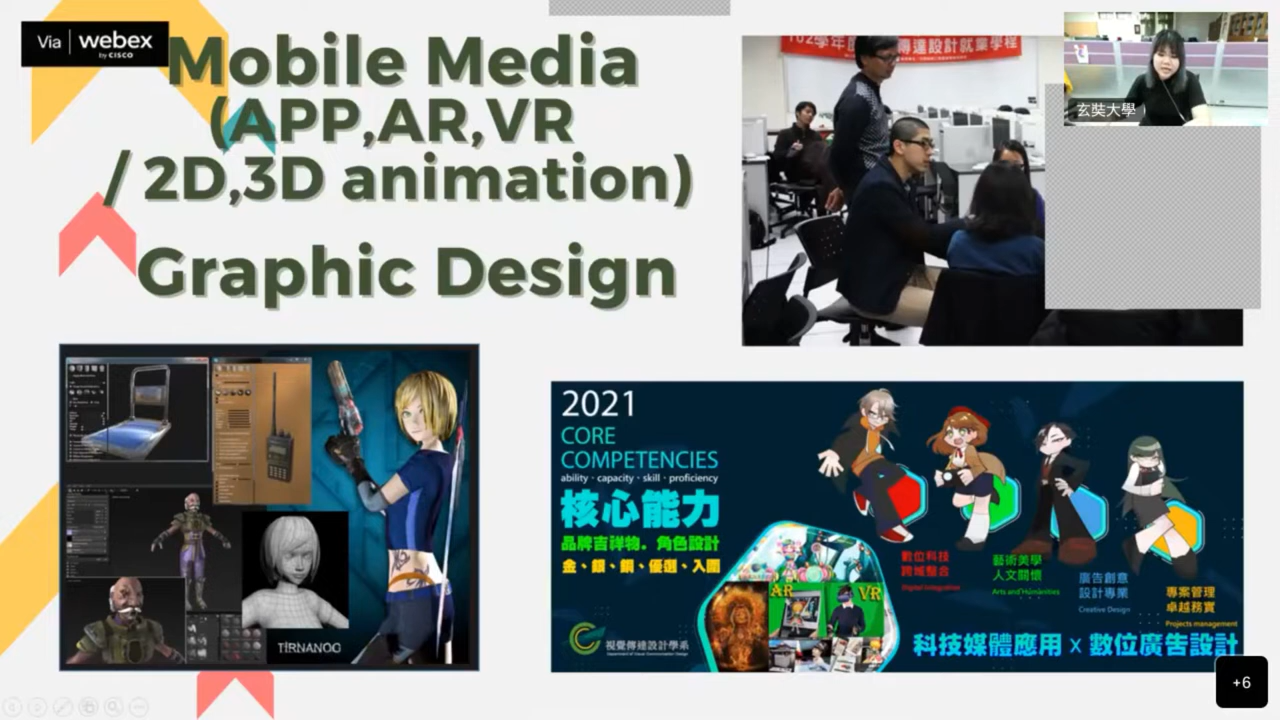 Via webex
by CISCO
Mobile Media
(APP,AR,VR
/ 2D,3D animation)
Graphic Design
玄奘大學
TIRNANOG
2021
CORE
COMPETENCIES
ability · capacity · skill · proficiency
核心能力
品牌吉祥物。角色設計
金、銀、銅、優選、入圍
AR
VR
視覺傳達設計學系
Department of Visual Communication Design
數位科技
跨域整合
Digital Integration
藝術美學
人文關懷
Arts and Humanities
廣告創意
設計專業
Creative Design
專案管理
卓越務實
Projects management
科技媒體應用 x 數位廣告設計
+6